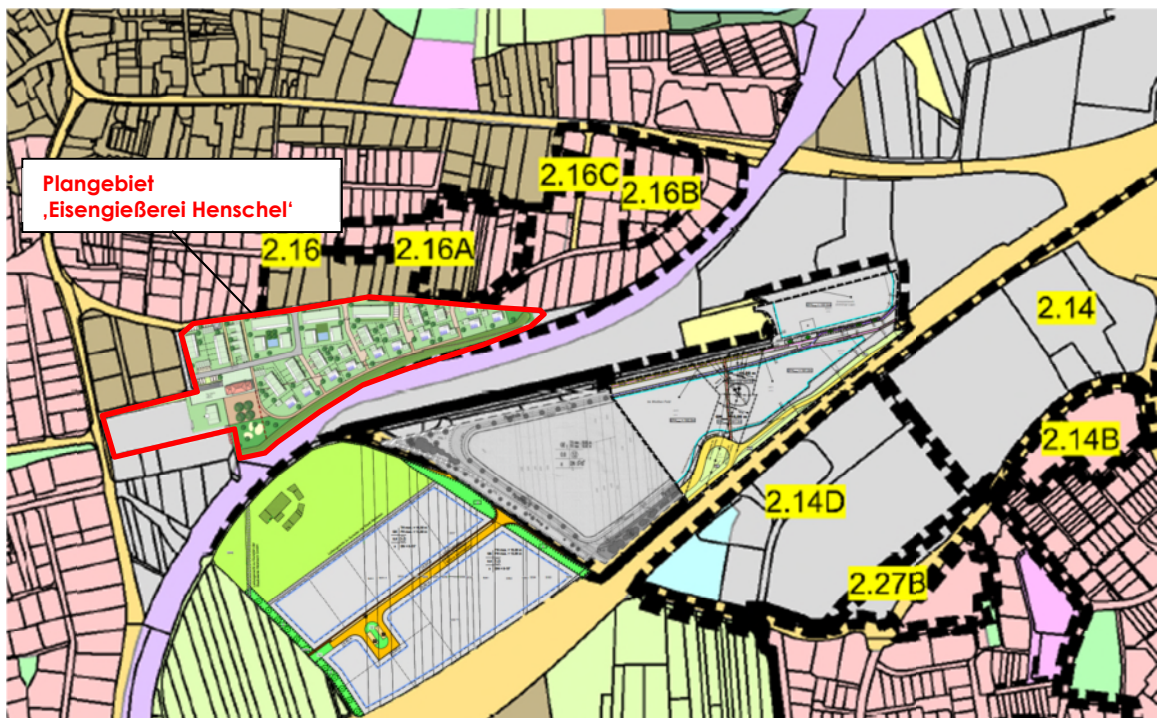 Plangebiet
‚Eisengießerei Henschel‘
2.16C
2.16B
2.16
2.16A
2.14
2.14B
2.14D
2.27B